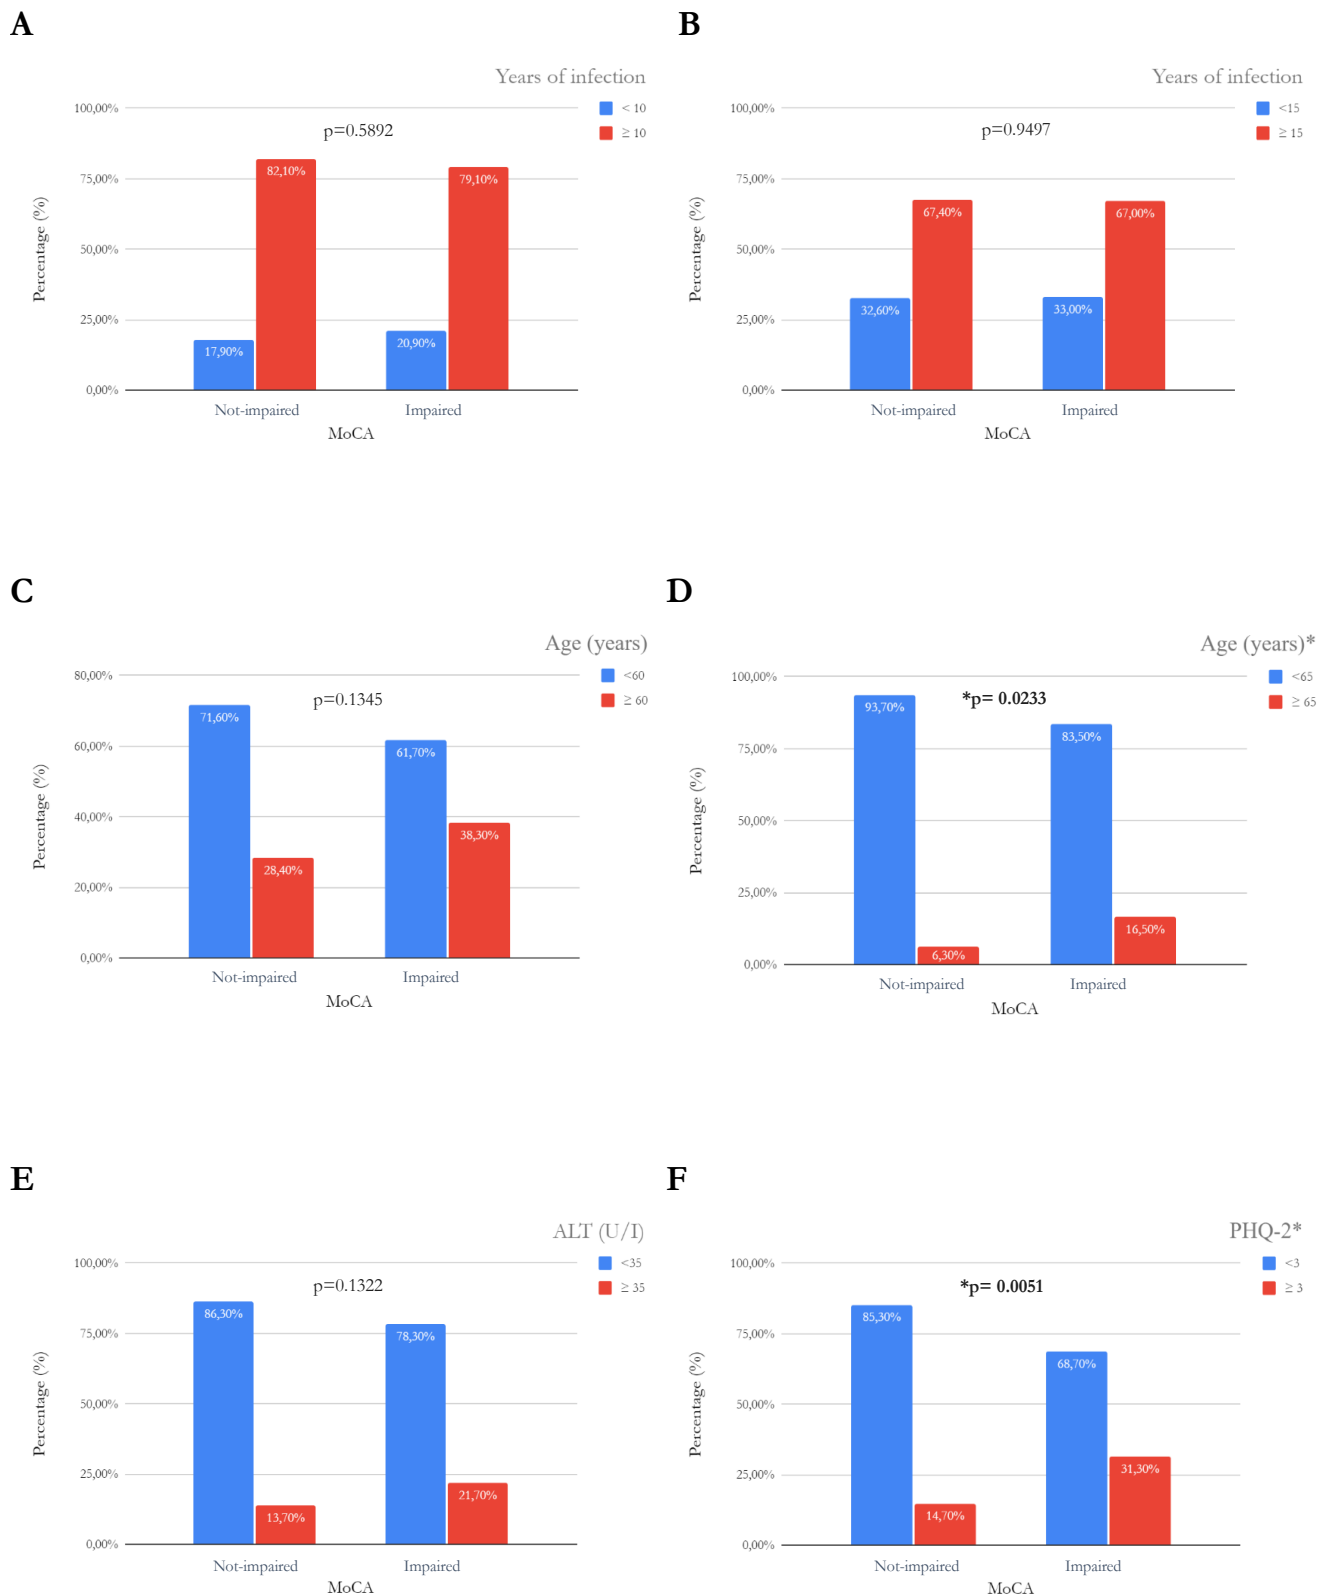 A
Years of infection
< 10
≥ 10
p=0.5892
100,00%
75,00%
50,00%
25,00%
0,00%
Percentage (%)
17,90%
82,10%
20,90%
79,10%
Not-impaired
Impaired
MoCA
B
Years of infection
<15
≥ 15
p=0.9497
100,00%
75,00%
50,00%
25,00%
0,00%
Percentage (%)
32,60%
67,40%
33,00%
67,00%
Not-impaired
Impaired
MoCA
C
Age (years)
<60
≥ 60
p=0.1345
80,00%
60,00%
40,00%
20,00%
0,00%
Percentage (%)
71,60%
28,40%
61,70%
38,30%
Not-impaired
Impaired
MoCA
D
Age (years)*
<65
≥ 65
*p= 0.0233
100,00%
75,00%
50,00%
25,00%
0,00%
Percentage (%)
93,70%
6,30%
83,50%
16,50%
Not-impaired
Impaired
MoCA
E
ALT (U/I)
<35
≥ 35
p=0.1322
100,00%
75,00%
50,00%
25,00%
0,00%
Percentage (%)
86,30%
13,70%
78,30%
21,70%
Not-impaired
Impaired
MoCA
F
PHQ-2*
<3
≥ 3
*p= 0.0051
100,00%
75,00%
50,00%
25,00%
0,00%
Percentage (%)
85,30%
14,70%
68,70%
31,30%
Not-impaired
Impaired
MoCA